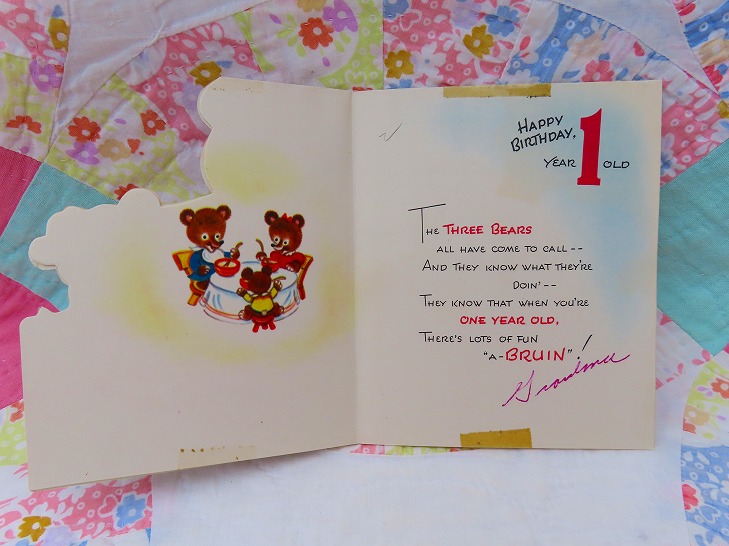 HAPPY
BIRTHDAY,
YEAR 1 OLD
THE THREE BEARS
ALL HAVE COME TO CALL--
AND THEY KNOW WHAT THEY'RE
DOIN'--
THEY KNOW THAT WHEN YOU'RE
ONE YEAR OLD,
THERE'S LOTS OF FUN
"A-BRUIN"!
Grandma